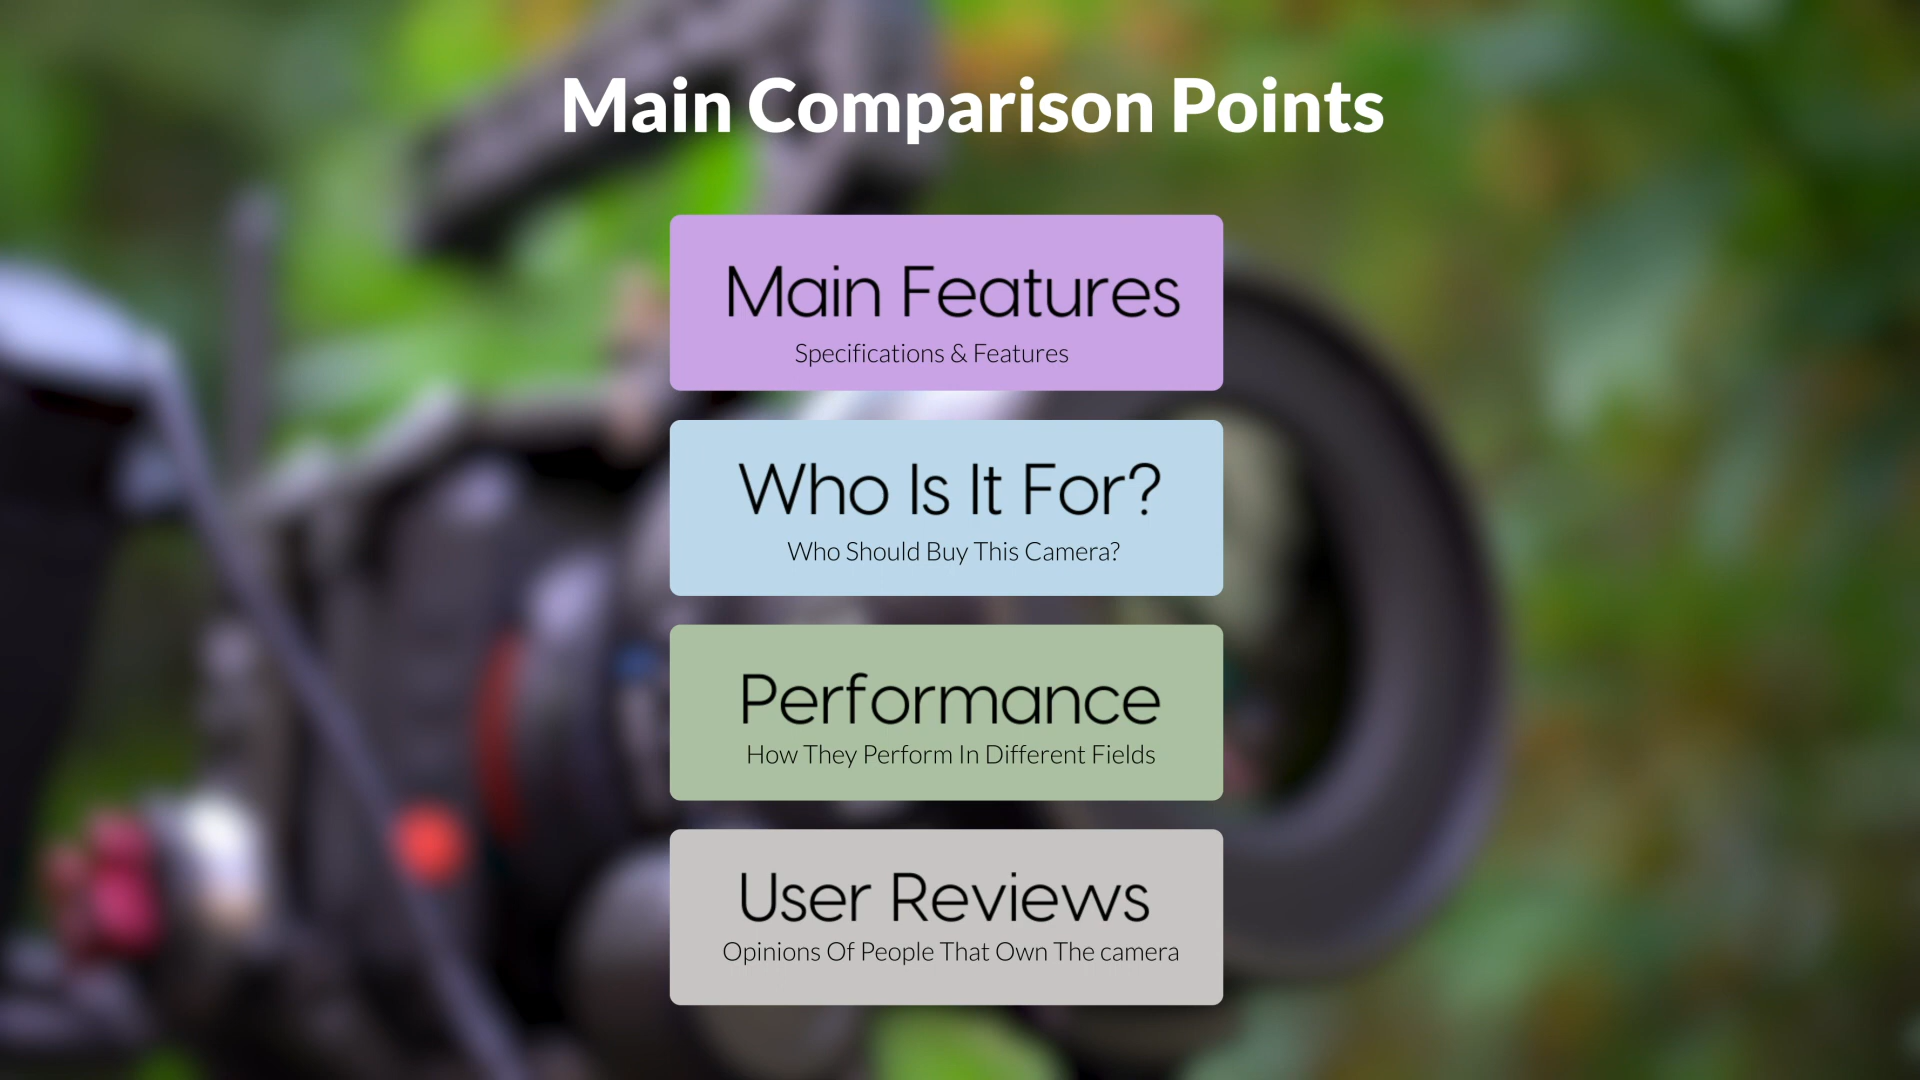 Main Comparison Points
Main Features
Specifications & Features
Who Is It For?
Who Should Buy This Camera?
Performance
How They Perform In Different Fields
User Reviews
Opinions Of People That Own The camera